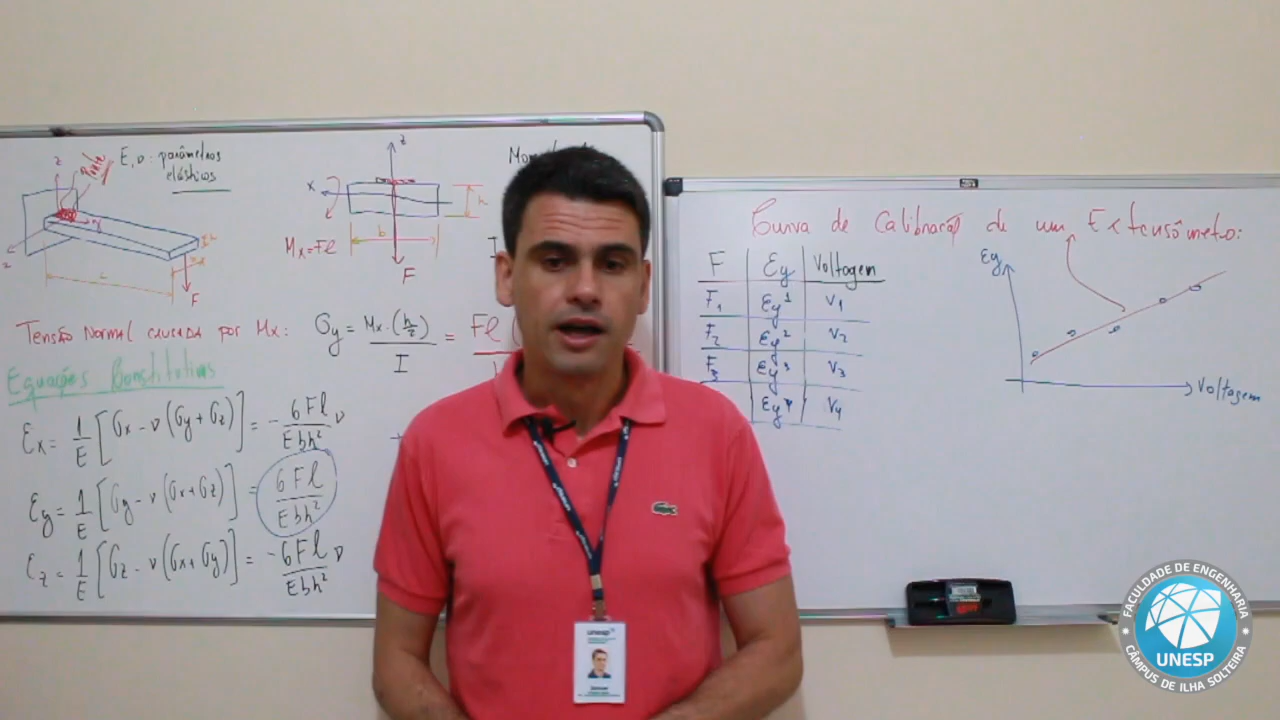 E, ν: parâmetros
elásticos
z
x
b
h
Mx=Fl
F
z
x
L
F
Tensão Normal causada por Mx: σy = Mx.(h/2)/I = Fl
Equações Constitutivas
εx = 1/E [σx - ν(σy + σz)] = - 6Fl/Ebh² ν
εy = 1/E [σy - ν(σx+σz)] = 6Fl/Ebh²
εz = 1/E [σz - ν(σx+σy)] = - 6Fl/Ebh² ν
Curva de Calibração de um Extensômetro:
F εy Voltagem
F1 εy1 V1
F2 εy2 V2
F3 εy3 V3
εy4 V4
εy
Voltagem
unesp
FACULDADE DE ENGENHARIA
UNESP
CÂMPUS DE ILHA SOLTEIRA